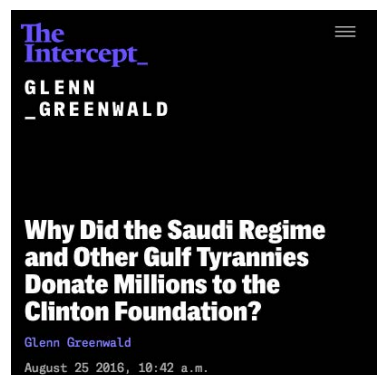 The
Intercept_
GLENN
_GREENWALD
Why Did the Saudi Regime
and Other Gulf Tyrannies
Donate Millions to the
Clinton Foundation?
Glenn Greenwald
August 25 2016, 10:42 a.m.